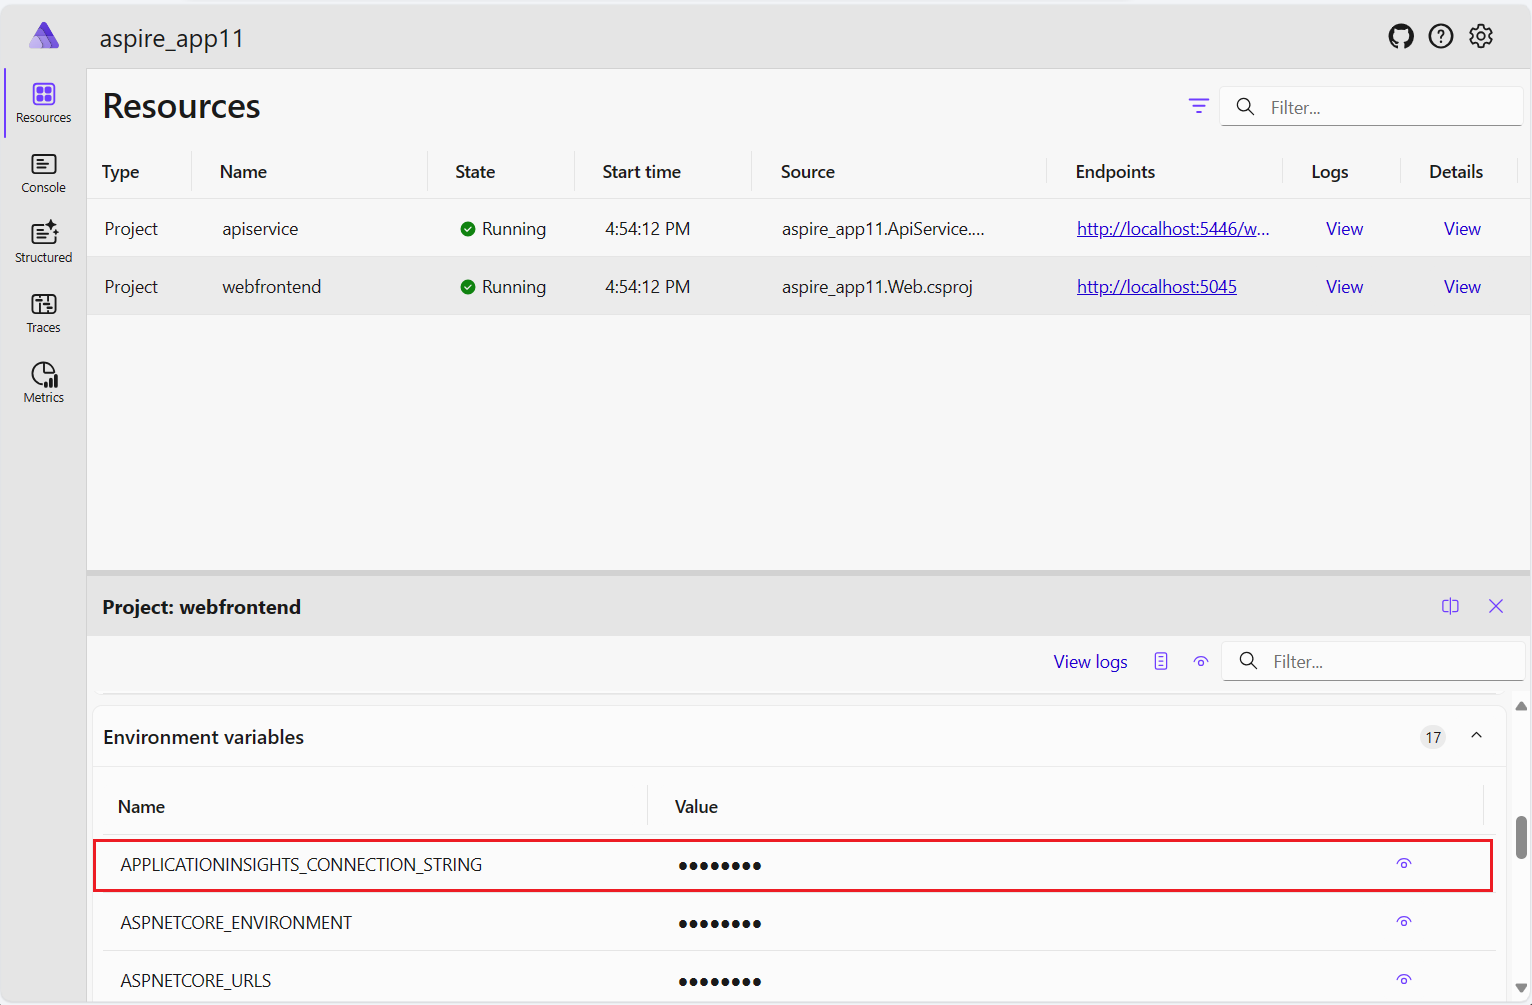 aspire_app11
Resources
Console
Structured
Traces
Metrics
Resources
Filter...
Type Name State Start time Source Endpoints Logs Details
Project apiservice Running 4:54:12 PM aspire_app11.ApiService.... http://localhost:5446/w... View View
Project webfrontend Running 4:54:12 PM aspire_app11.Web.csproj http://localhost:5045 View View
Project: webfrontend
View logs Filter...
Environment variables 17
Name Value
APPLICATIONINSIGHTS_CONNECTION_STRING ●●●●●●●●
ASPNETCORE_ENVIRONMENT ●●●●●●●●
ASPNETCORE_URLS ●●●●●●●●